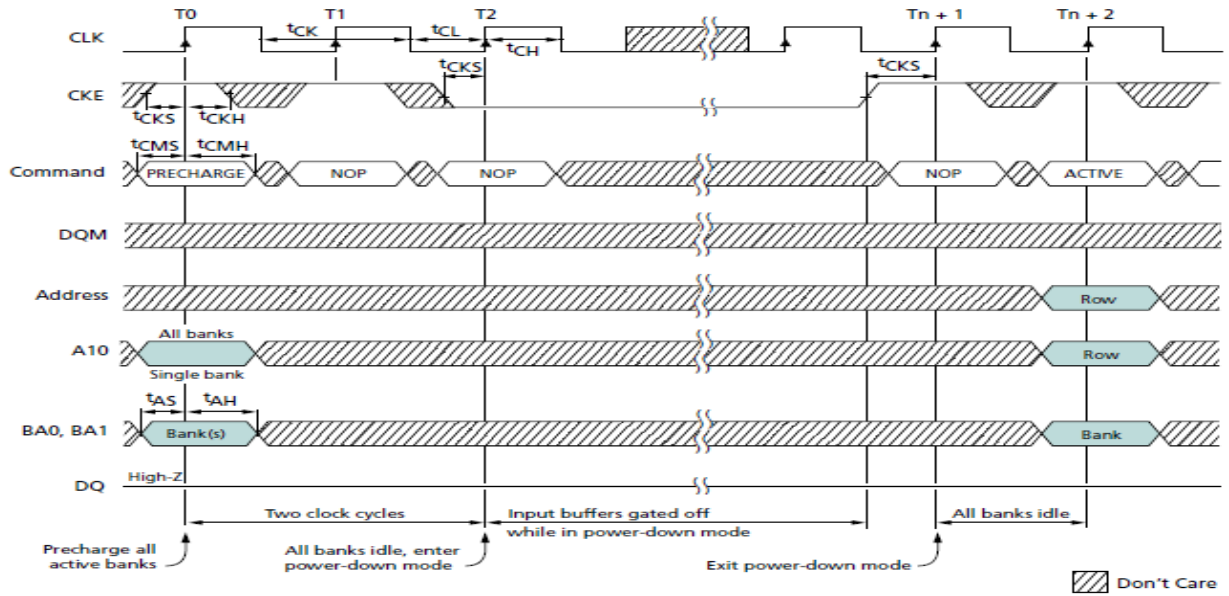 T0 T1 T2 Tn + 1 Tn + 2
CLK tCK tCL tCH
tCKS tCKS
CKE
tCKS tCKH
tCMS tCMH
Command PRECHARGE NOP NOP NOP ACTIVE
DQM
Address Row
All banks
A10 Row
Single bank
tAS tAH
BA0, BA1 Bank(s) Bank
High-Z
DQ
Two clock cycles Input buffers gated off All banks idle
while in power-down mode
Precharge all All banks idle, enter
active banks power-down mode Exit power-down mode
Don't Care